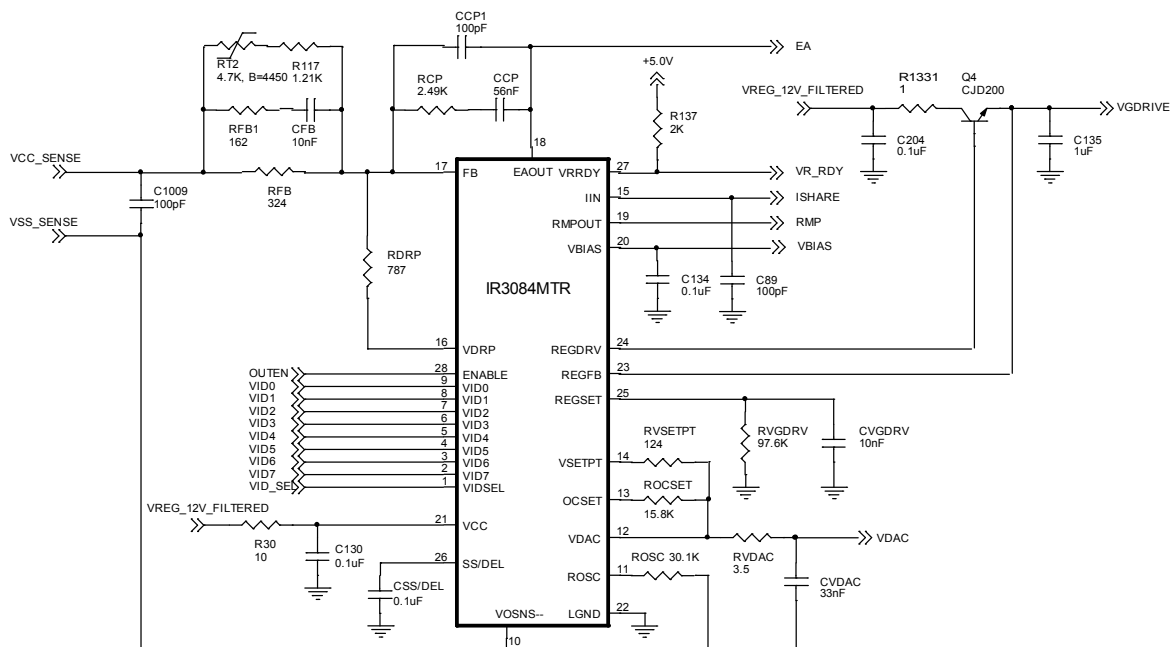 CCP1
100pF
EA
RT2
4.7K, B=4450
R117
1.21K
RCP
2.49K
CCP
56nF
+5.0V
R1331
1
Q4
CJD200
VREG_12V_FILTERED
VGDRIVE
RFB1
162
CFB
10nF
R137
2K
C204
0.1uF
C135
1uF
18
VCC_SENSE
17
FB
EAOUT
VRRDY
27
VR_RDY
RFB
324
C1009
100pF
IIN
15
ISHARE
VSS_SENSE
RMPOUT
19
RMP
VBIAS
20
VBIAS
RDRP
787
C134
0.1uF
C89
100pF
IR3084MTR
16
VDRP
REGDRV
24
OUTEN
28
ENABLE
REGFB
23
VID0
9
VID0
VID1
8
VID1
REGSET
25
VID2
7
VID2
VID3
6
VID3
VID4
5
VID4
VID5
4
VID5
VID6
3
VID6
VID7
2
VID7
VID_SEL
1
VIDSEL
RVSETPT
124
RVGDRV
97.6K
CVGDRV
10nF
VSETPT
14
ROCSET
15.8K
OCSET
13
VREG_12V_FILTERED
21
VCC
VDAC
12
VDAC
R30
10
C130
0.1uF
RVDAC
3.5
26
SS/DEL
ROSC
11
ROSC 30.1K
CSS/DEL
0.1uF
CVDAC
33nF
VOSNS--
LGND
22
10